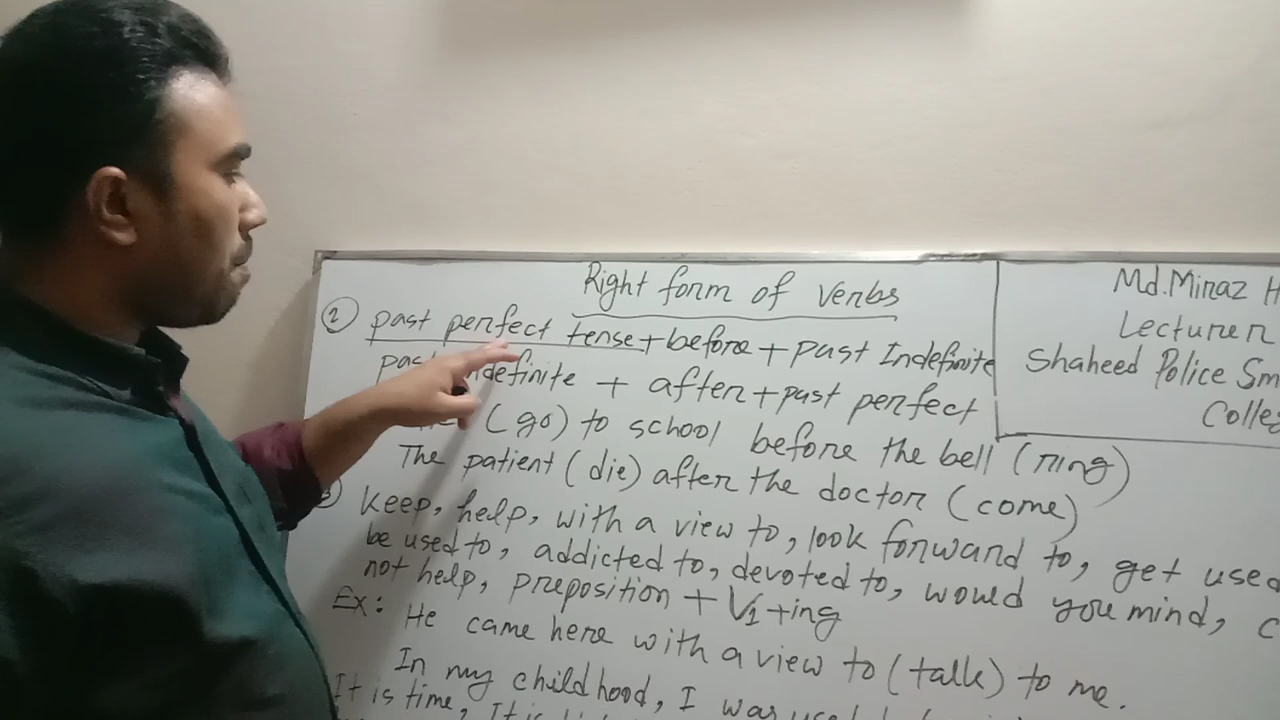 Right form of Verbs
② past perfect tense + before + past Indefinite
past indefinite + after + past perfect
(go) to school before the bell (ring)
The patient (die) after the doctor (come)
keep, help, with a view to, look forward to, get used
be used to, addicted to, devoted to, would you mind, c
not help, preposition + V1+ing
Ex: He came here with a view to (talk) to me.
In my childhood, I was used
It is time, It is
Md. Miraz H
Lecturer
Shaheed Police Sm
Colle